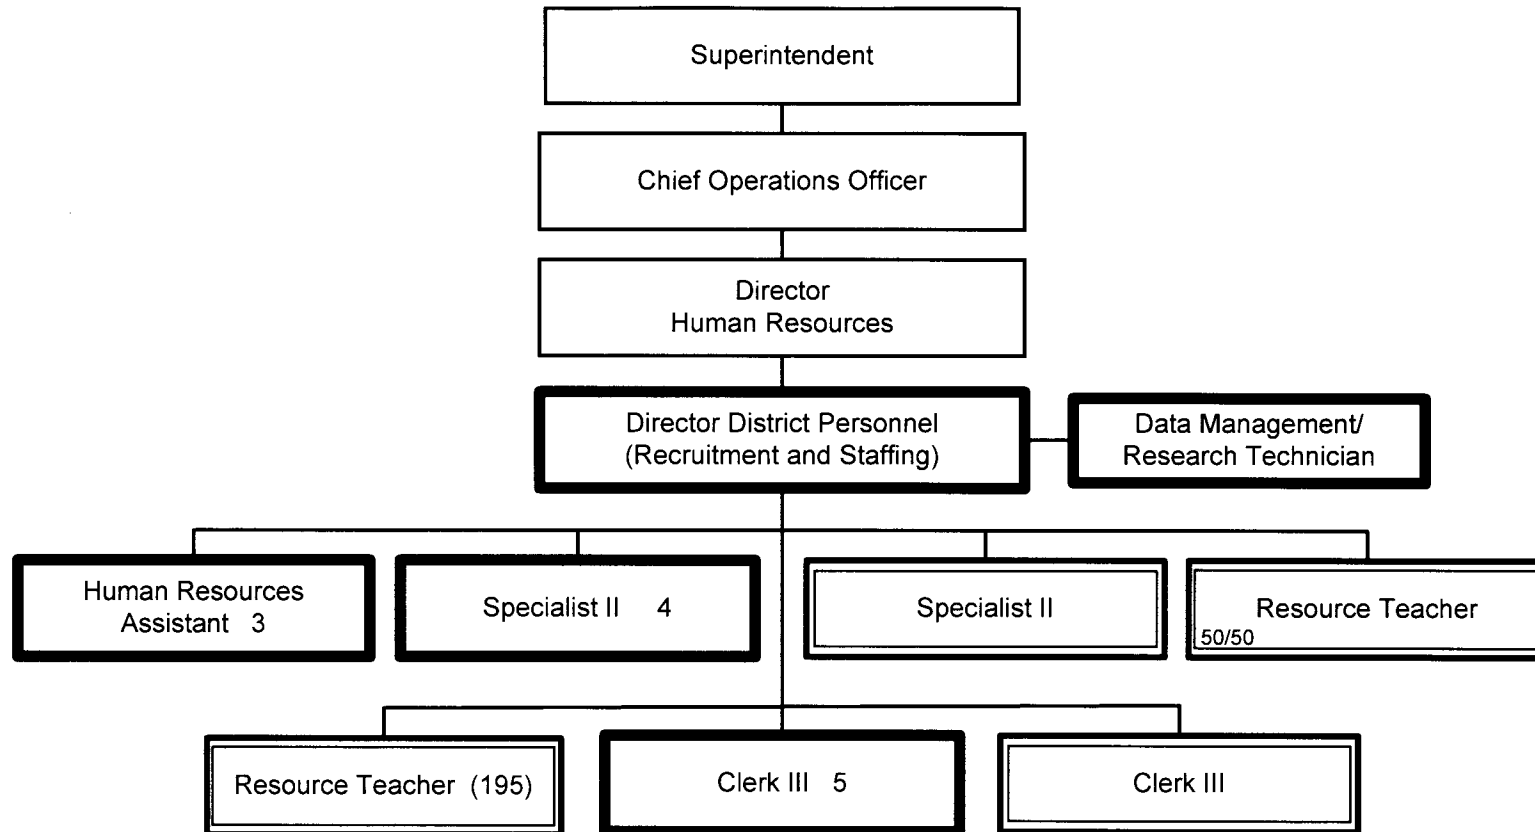 Superintendent
Chief Operations Officer
Director
Human Resources
Director District Personnel
(Recruitment and Staffing)
Data Management/
Research Technician
Human Resources
Assistant 3
Specialist II 4
Specialist II
Resource Teacher
50/50
Resource Teacher (195)
Clerk III 5
Clerk III